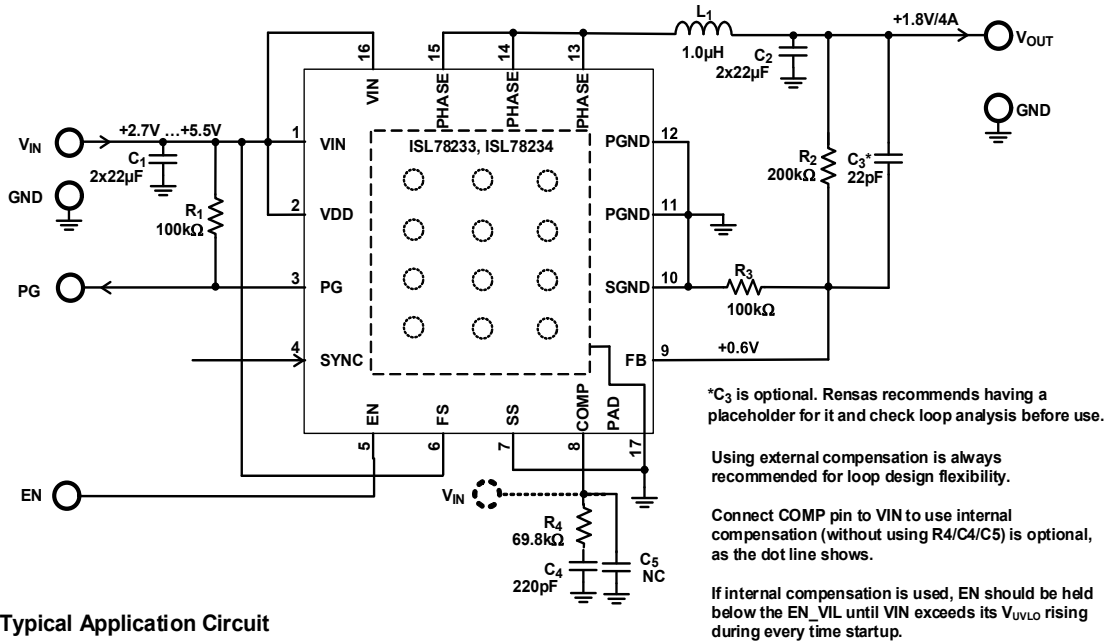 L1
1.0µH
+1.8V/4A
VOUT
C2
2x22µF
GND
16
15
14
13
VIN
PHASE
PHASE
PHASE
VIN
+2.7V ...+5.5V
C1
2x22µF
GND
R1
100kΩ
PG
1
VIN
2
VDD
3
PG
4
SYNC
ISL78233, ISL78234
PGND
12
PGND
11
SGND
10
FB
9
R2
200kΩ
C3*
22pF
R3
100kΩ
+0.6V
EN
FS
SS
COMP
PAD
5
6
7
8
17
EN
VIN
R4
69.8kΩ
C4
220pF
C5
NC
*C3 is optional. Rensas recommends having a
placeholder for it and check loop analysis before use.
Using external compensation is always
recommended for loop design flexibility.
Connect COMP pin to VIN to use internal
compensation (without using R4/C4/C5) is optional,
as the dot line shows.
If internal compensation is used, EN should be held
below the EN_VIL until VIN exceeds its VUVLO rising
during every time startup.
Typical Application Circuit